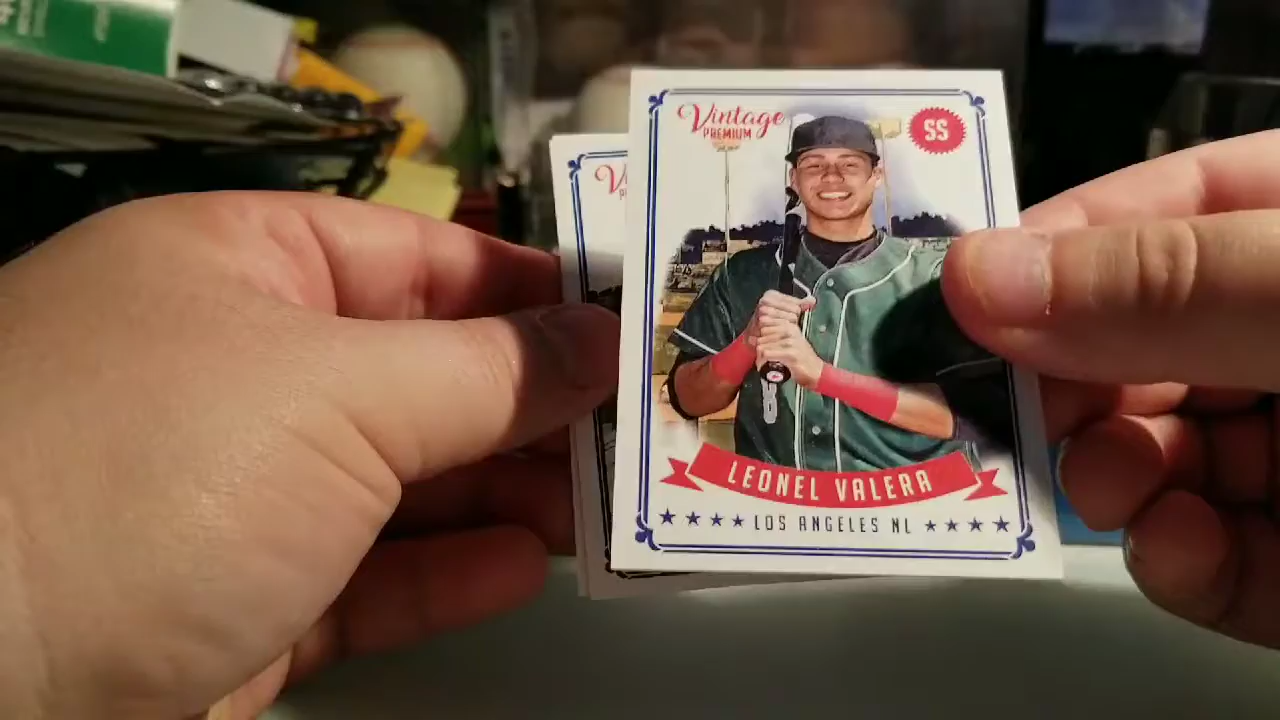 Vintage
PREMIUM
SS
LEONEL VALERA
LOS ANGELES NL